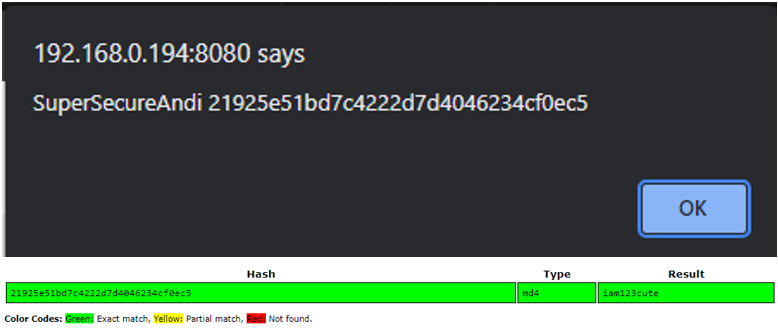 192.168.0.194:8080 says
SuperSecureAndi 21925e51bd7c4222d7d4046234cf0ec5
OK
Hash Type Result
21925e51bd7c4222d7d4046234cf0ec5 md4 iam123cute
Color Codes: Green: Exact match, Yellow: Partial match, Red: Not found.